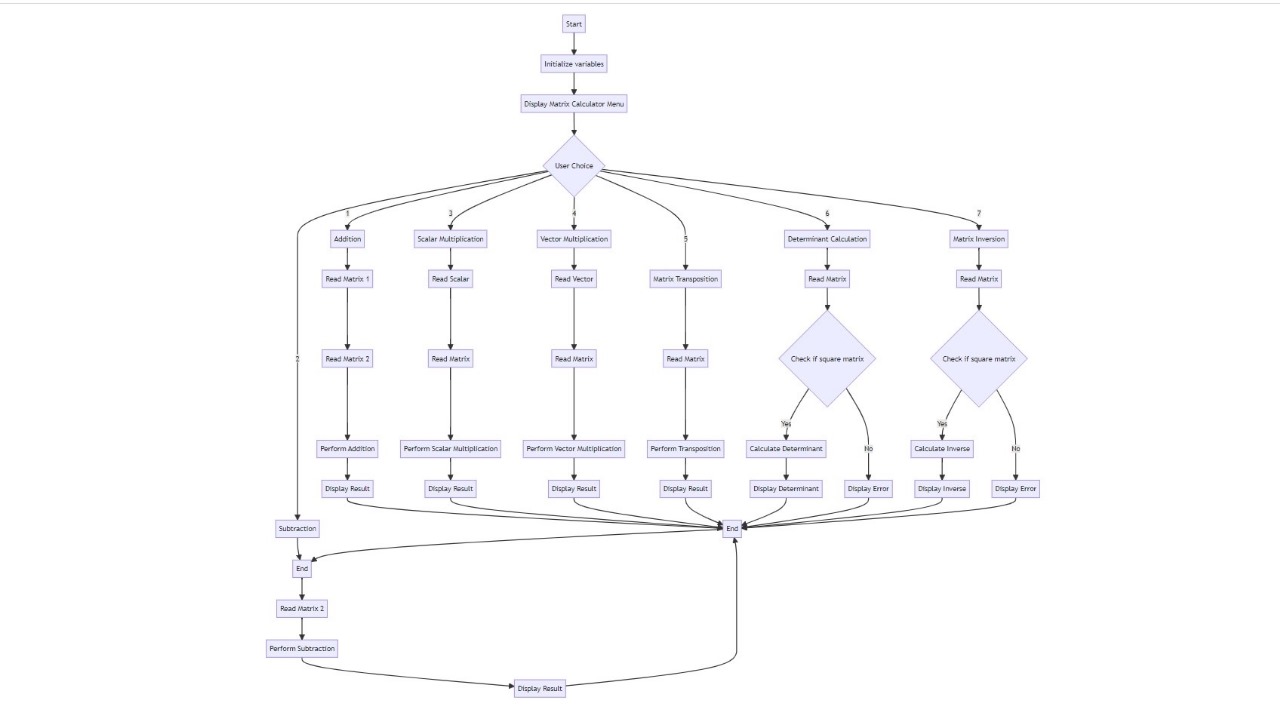 Start
Initialize variables
Display Matrix Calculator Menu
User Choice
1
3
4
6
7
Addition
Scalar Multiplication
Vector Multiplication
5
Determinant Calculation
Matrix Inversion
Read Matrix 1
Read Scalar
Read Vector
Matrix Transposition
Read Matrix
Read Matrix
2
Read Matrix 2
Read Matrix
Read Matrix
Read Matrix
Check if square matrix
Check if square matrix
Yes
Yes
Perform Addition
Perform Scalar Multiplication
Perform Vector Multiplication
Perform Transposition
Calculate Determinant
No
Calculate Inverse
No
Display Result
Display Result
Display Result
Display Result
Display Determinant
Display Error
Display Inverse
Display Error
Subtraction
End
End
Read Matrix 2
Perform Subtraction
Display Result